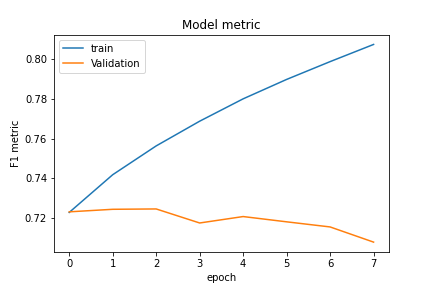 Model metric
train
Validation
F1 metric
0.80
0.78
0.76
0.74
0.72
0 1 2 3 4 5 6 7
epoch